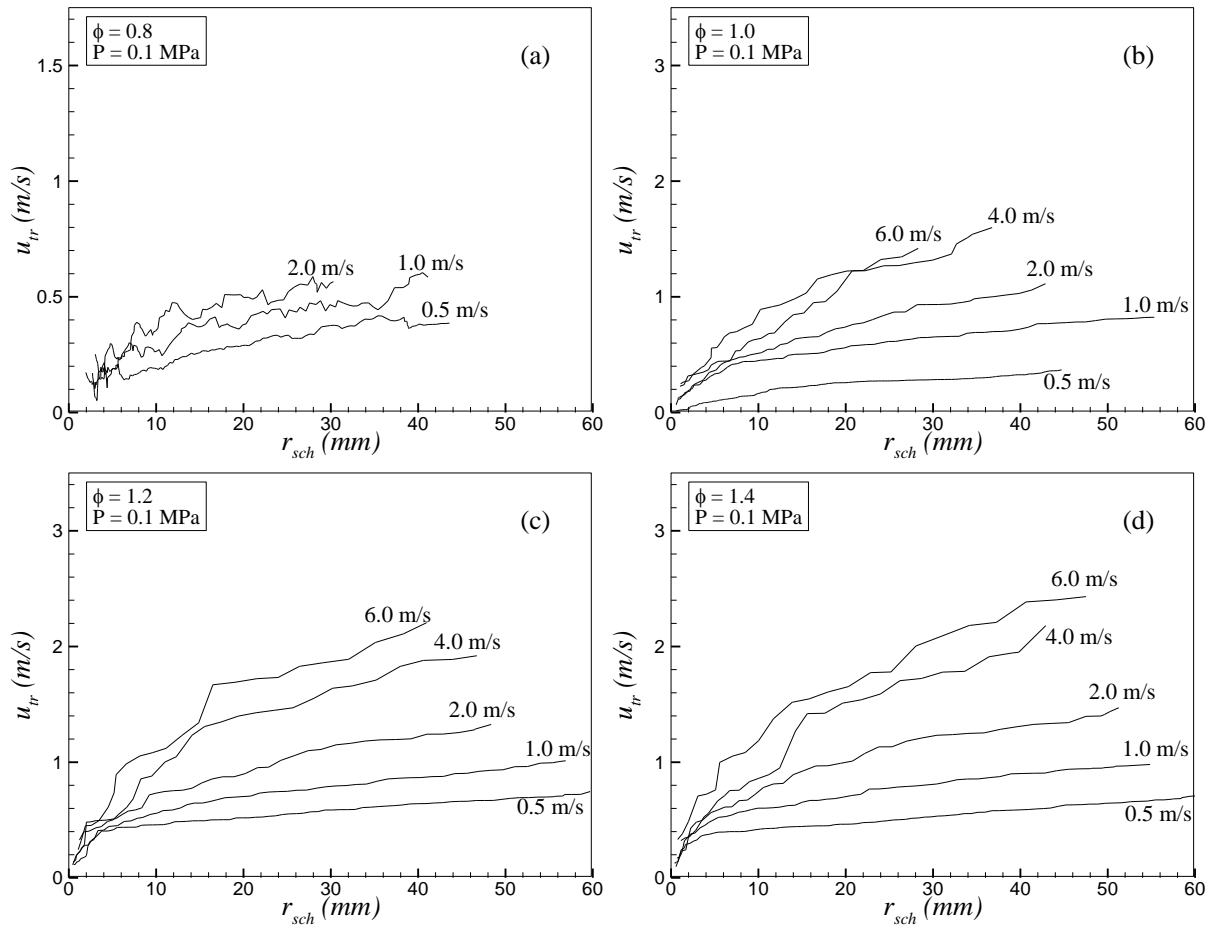 ϕ = 0.8
P = 0.1 MPa
(a)
1.5
1
0.5
0
u_tr (m/s)
2.0 m/s
1.0 m/s
0.5 m/s
0 10 20 30 40 50 60
r_sch (mm)
ϕ = 1.0
P = 0.1 MPa
(b)
3
2
1
0
u_tr (m/s)
6.0 m/s
4.0 m/s
2.0 m/s
1.0 m/s
0.5 m/s
0 10 20 30 40 50 60
r_sch (mm)
ϕ = 1.2
P = 0.1 MPa
(c)
3
2
1
0
u_tr (m/s)
6.0 m/s
4.0 m/s
2.0 m/s
1.0 m/s
0.5 m/s
0 10 20 30 40 50 60
r_sch (mm)
ϕ = 1.4
P = 0.1 MPa
(d)
3
2
1
0
u_tr (m/s)
6.0 m/s
4.0 m/s
2.0 m/s
1.0 m/s
0.5 m/s
0 10 20 30 40 50 60
r_sch (mm)